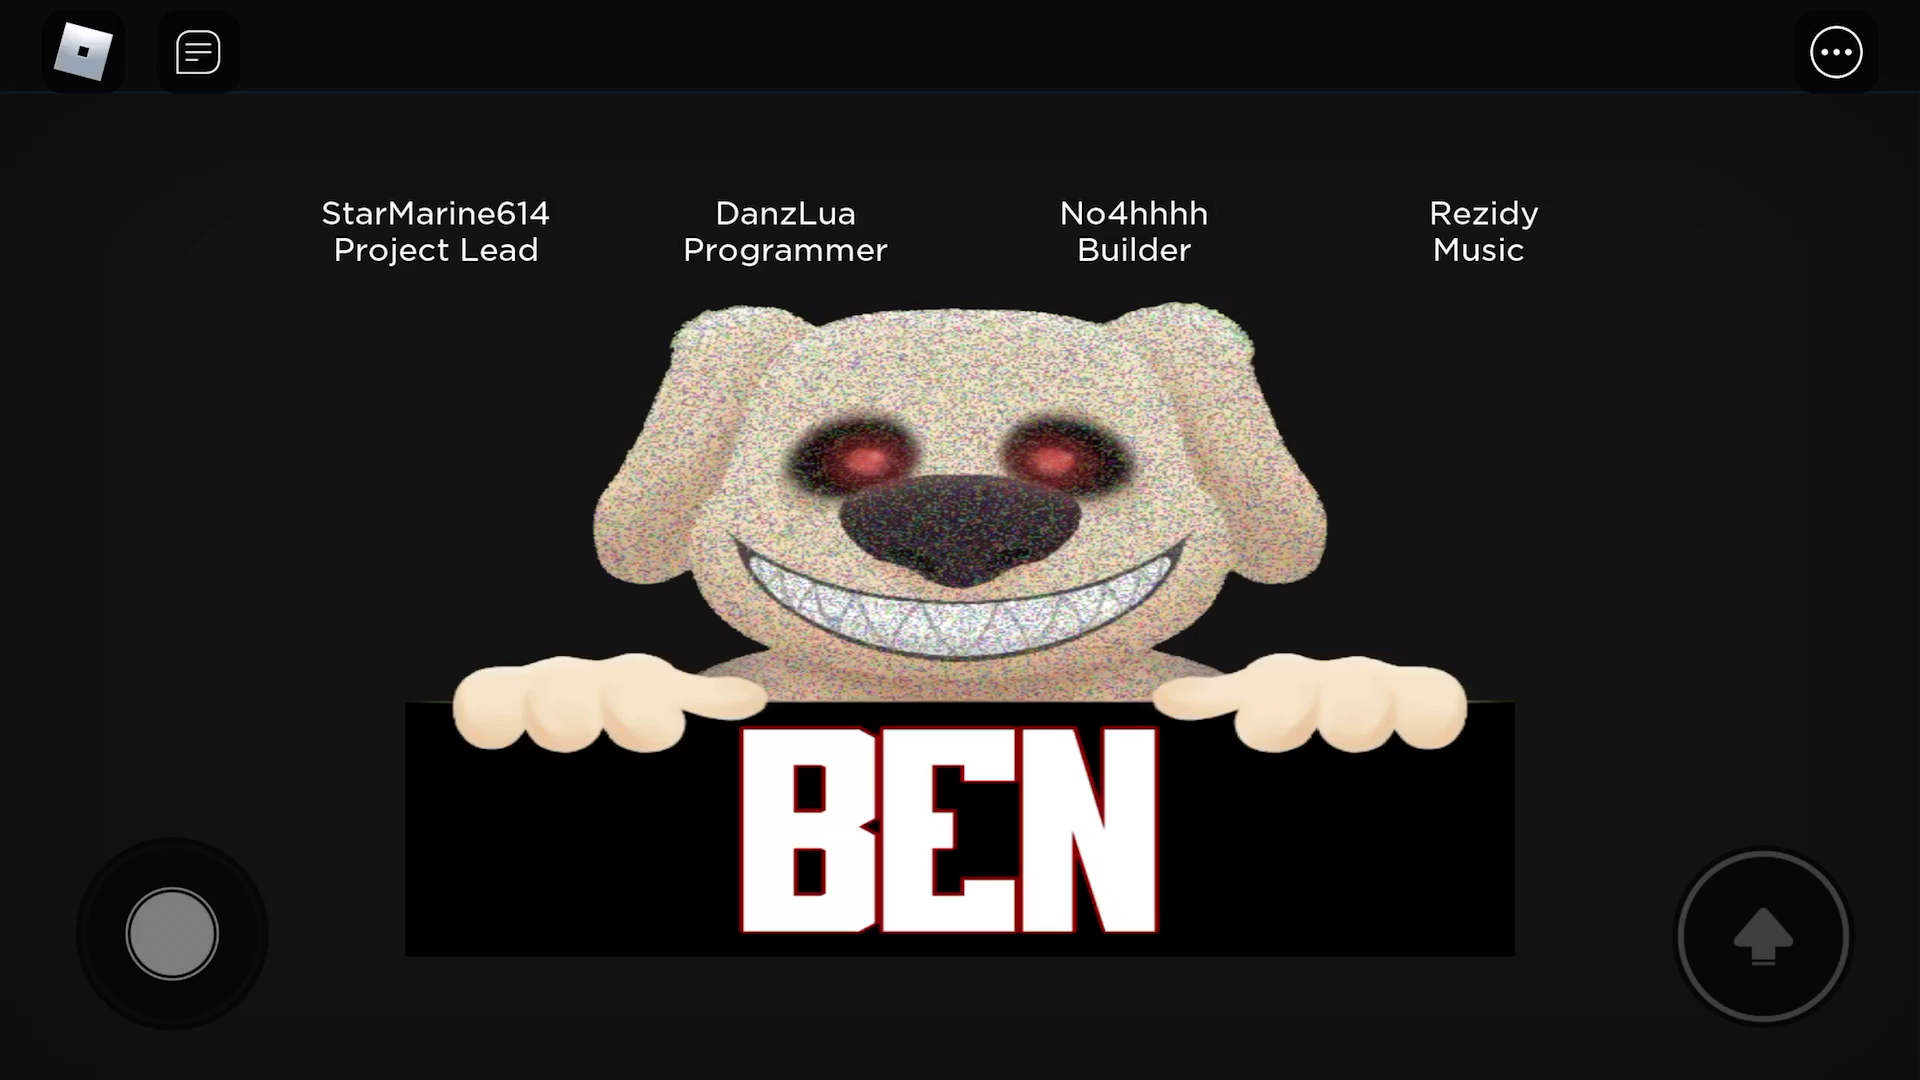 StarMarine614
Project Lead
DanzLua
Programmer
No4hhhh
Builder
Rezidy
Music
BEN